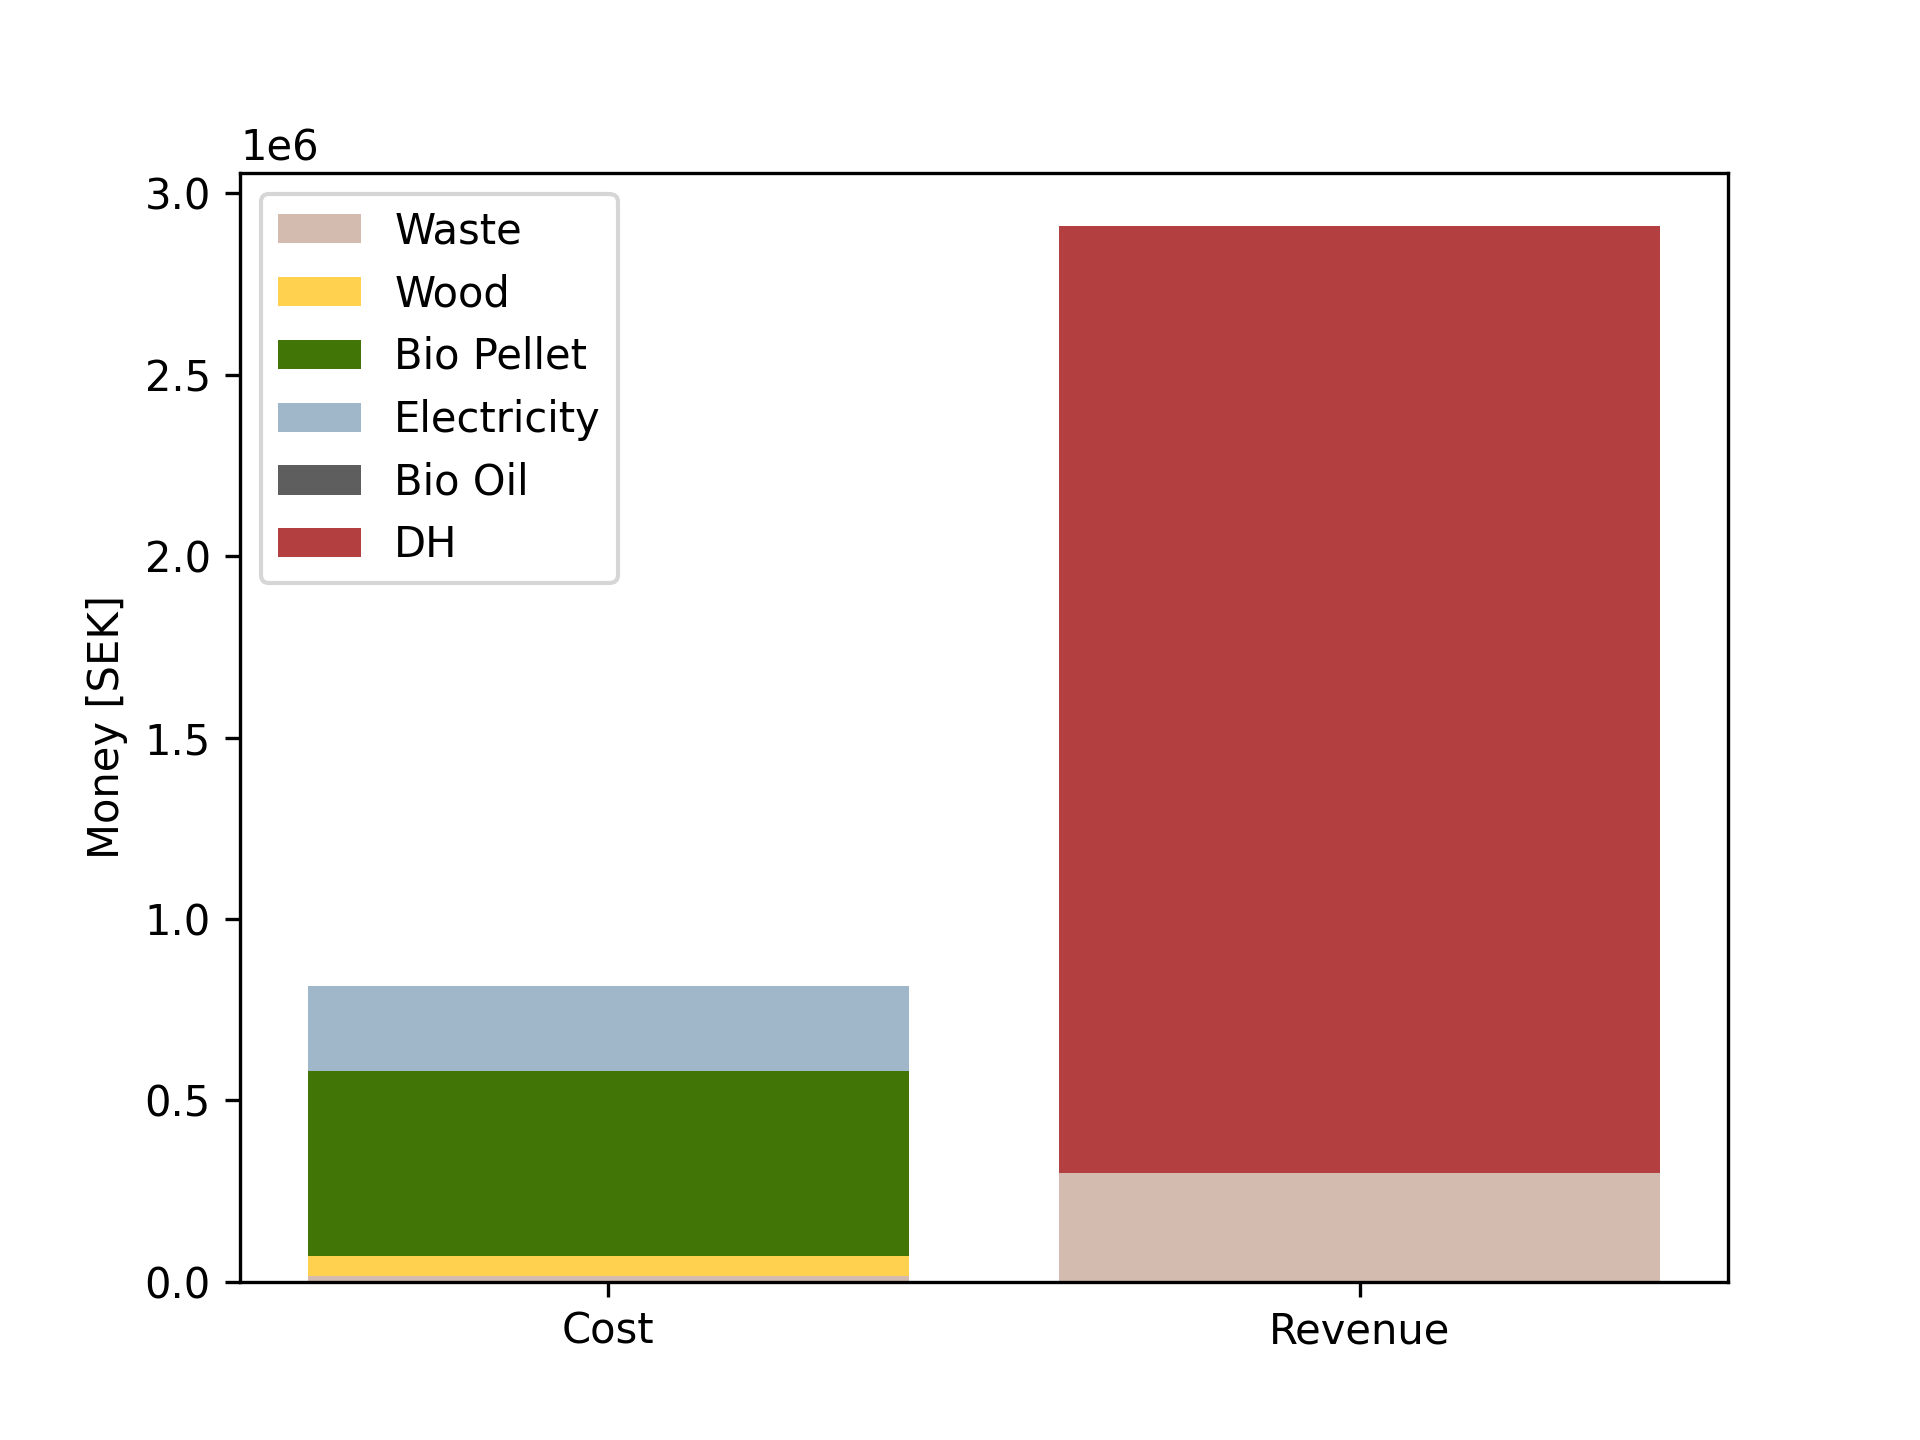 1e6
3.0
2.5
2.0
1.5
1.0
0.5
0.0
Money [SEK]
Waste
Wood
Bio Pellet
Electricity
Bio Oil
DH
Cost
Revenue